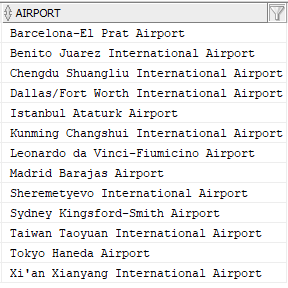 AIRPORT
Barcelona-El Prat Airport
Benito Juarez International Airport
Chengdu Shuangliu International Airport
Dallas/Fort Worth International Airport
Istanbul Ataturk Airport
Kunming Changshui International Airport
Leonardo da Vinci-Fiumicino Airport
Madrid Barajas Airport
Sheremetyevo International Airport
Sydney Kingsford-Smith Airport
Taiwan Taoyuan International Airport
Tokyo Haneda Airport
Xi'an Xianyang International Airport